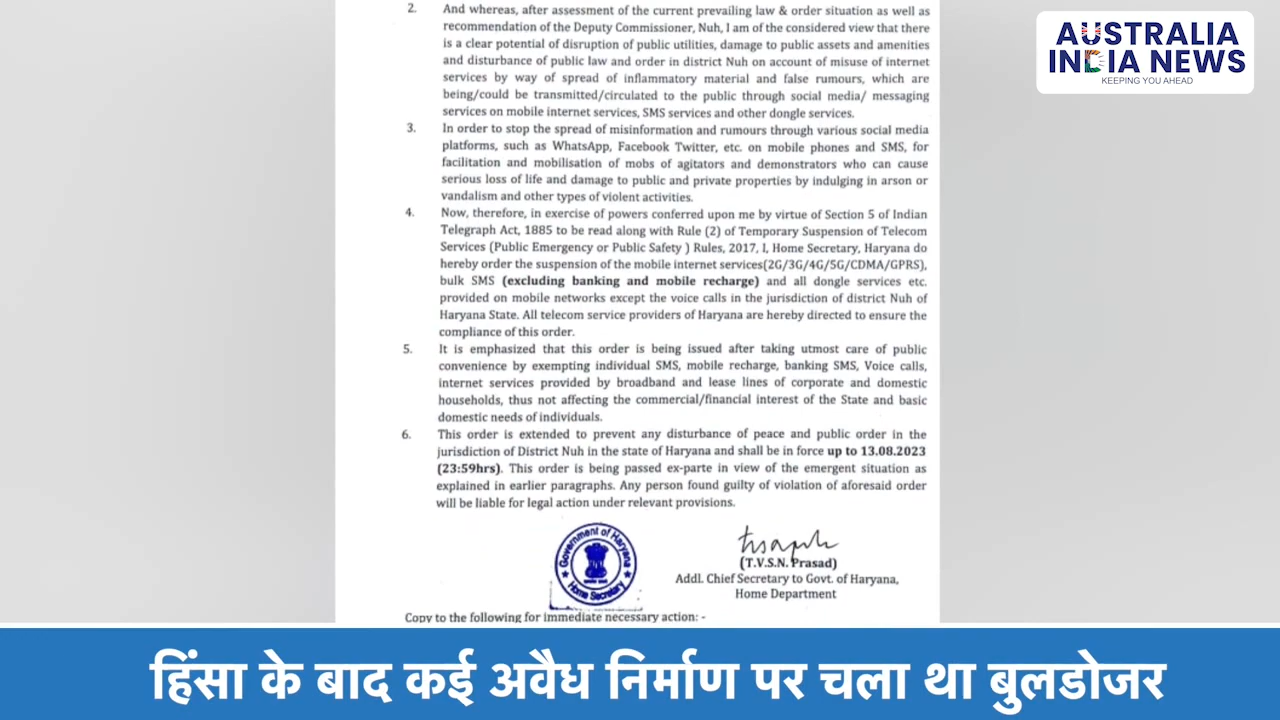 AUSTRALIA
INDIA NEWS
KEEPING YOU AHEAD
2. And whereas, after assessment of the current prevailing law & order situation as well as
recommendation of the Deputy Commissioner, Nuh, I am of the considered view that there
is a clear potential of disruption of public utilities, damage to public assets and amenities
and disturbance of public law and order in district Nuh on account of misuse of internet
services by way of spread of inflammatory material and false rumours, which are
being/could be transmitted/circulated to the public through social media/ messaging
services on mobile internet services, SMS services and other dongle services.
3. In order to stop the spread of misinformation and rumours through various social media
platforms, such as WhatsApp, Facebook Twitter, etc. on mobile phones and SMS, for
facilitation and mobilisation of mobs of agitators and demonstrators who can cause
serious loss of life and damage to public and private properties by indulging in arson or
vandalism and other types of violent activities.
4. Now, therefore, in exercise of powers conferred upon me by virtue of Section 5 of Indian
Telegraph Act, 1885 to be read along with Rule (2) of Temporary Suspension of Telecom
Services (Public Emergency or Public Safety ) Rules, 2017, I, Home Secretary, Haryana do
hereby order the suspension of the mobile internet services(2G/3G/4G/5G/CDMA/GPRS),
bulk SMS (excluding banking and mobile recharge) and all dongle services etc.
provided on mobile networks except the voice calls in the jurisdiction of district Nuh of
Haryana State. All telecom service providers of Haryana are hereby directed to ensure the
compliance of this order.
5. It is emphasized that this order is being issued after taking utmost care of public
convenience by exempting individual SMS, mobile recharge, banking SMS, Voice calls,
internet services provided by broadband and lease lines of corporate and domestic
households, thus not affecting the commercial/financial interest of the State and basic
domestic needs of individuals.
6. This order is extended to prevent any disturbance of peace and public order in the
jurisdiction of District Nuh in the state of Haryana and shall be in force up to 13.08.2023
(23:59hrs). This order is being passed ex-parte in view of the emergent situation as
explained in earlier paragraphs. Any person found guilty of violation of aforesaid order
will be liable for legal action under relevant provisions.
Government of Haryana
Home Secretary
(T.V.S.N. Prasad)
Addl. Chief Secretary to Govt. of Haryana,
Home Department
Copy to the following for immediate necessary action: -
हिंसा के बाद कई अवैध निर्माण पर चला था बुलडोजर